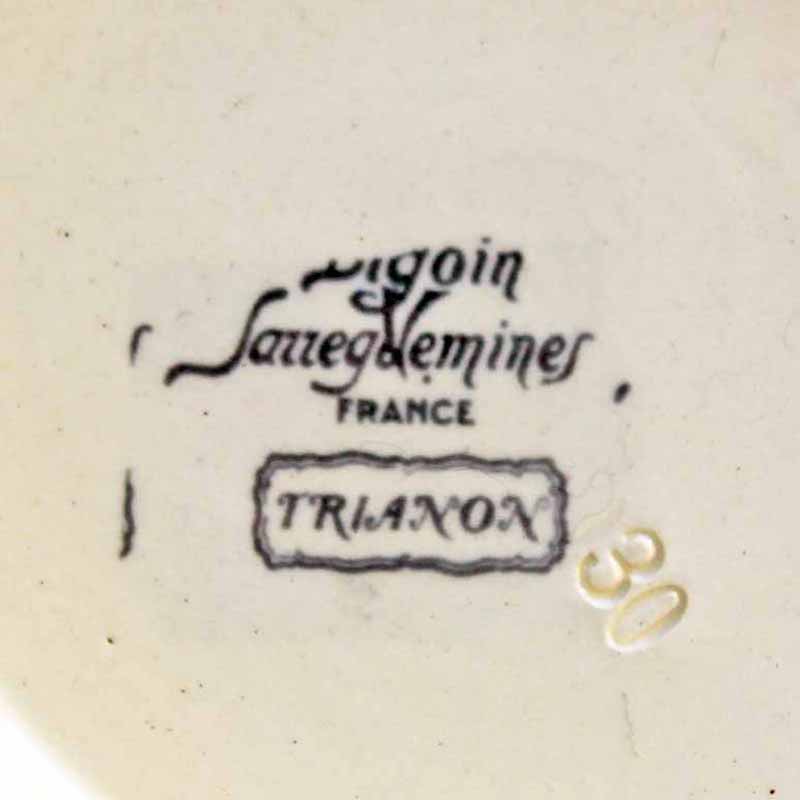 Digoin
Sarreguemines
FRANCE
TRIANON
30